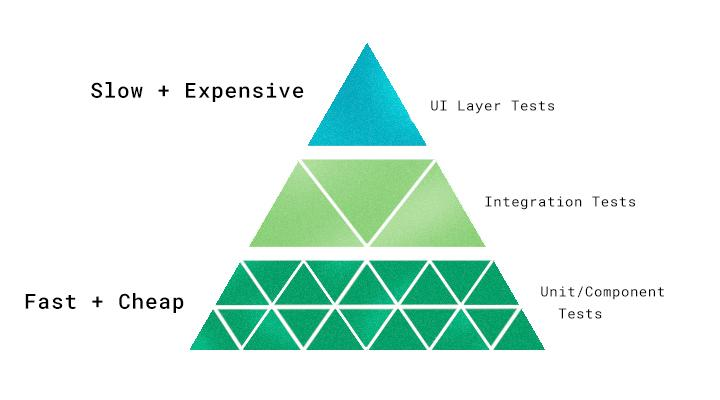 Slow + Expensive
UI Layer Tests
Integration Tests
Fast + Cheap
Unit/Component
Tests